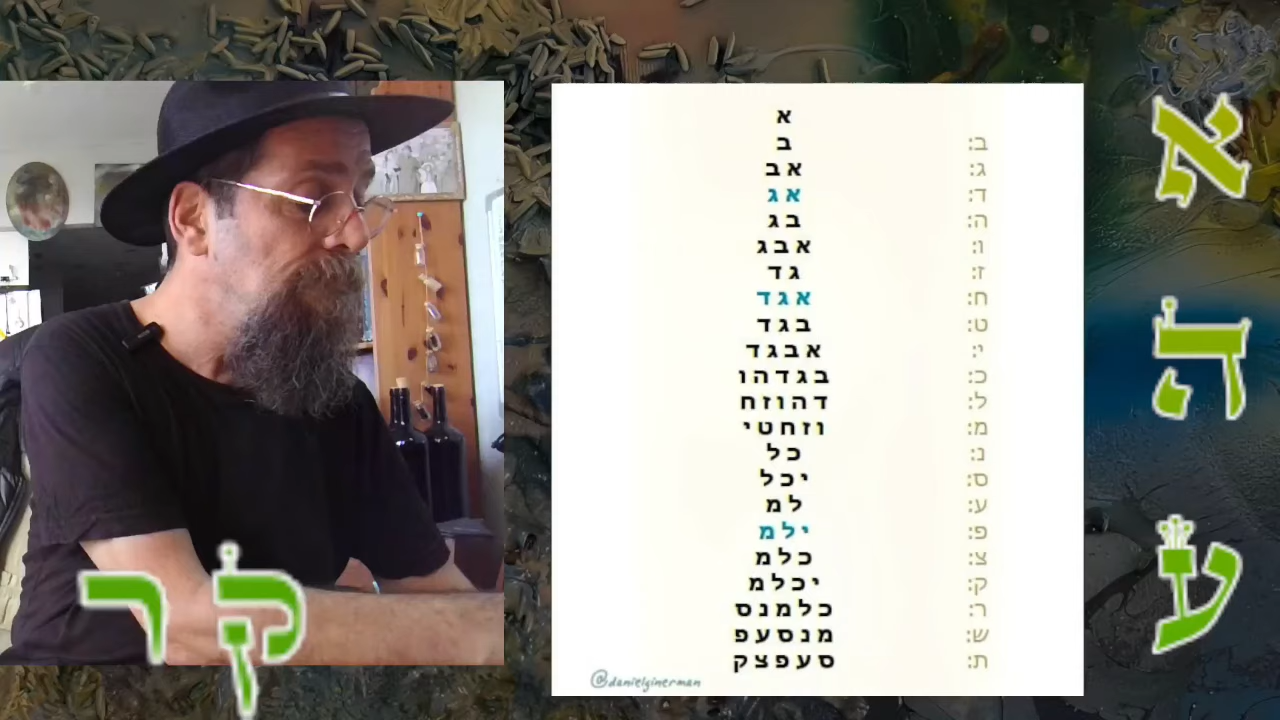 א
ב ב:
אב ג:
אג ד:
בג ה:
אבג ו:
גד ז:
אגד ח:
בגד ט:
אבגד י:
בגדהו כ:
דהוזח ל:
וזחטי מ:
כל נ:
יכל ס:
למ ע:
ילמ פ:
כלמ צ:
יכלמ ק:
כלמנס ר:
מנסעפ ש:
סעפצק ת:
@danielginerman
א
ה
ע
ק ר